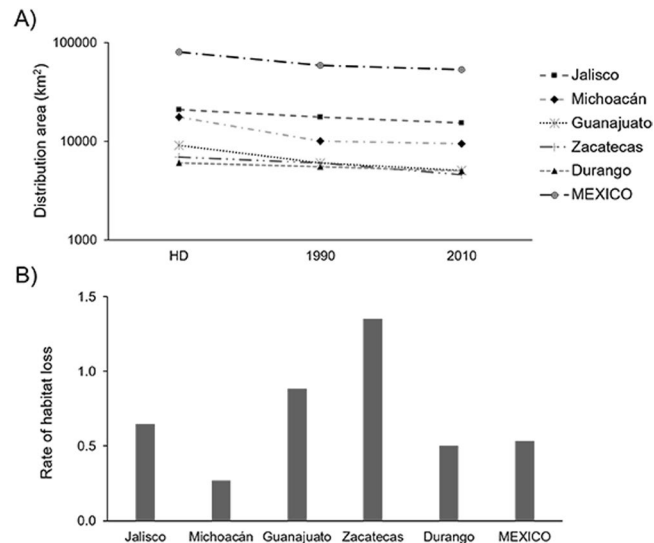 A)
Distribution area (km²)
100000
10000
1000
HD 1990 2010
Jalisco
Michoacán
Guanajuato
Zacatecas
Durango
MEXICO
B)
Rate of habitat loss
1.5
1.0
0.5
0.0
Jalisco Michoacán Guanajuato Zacatecas Durango MEXICO